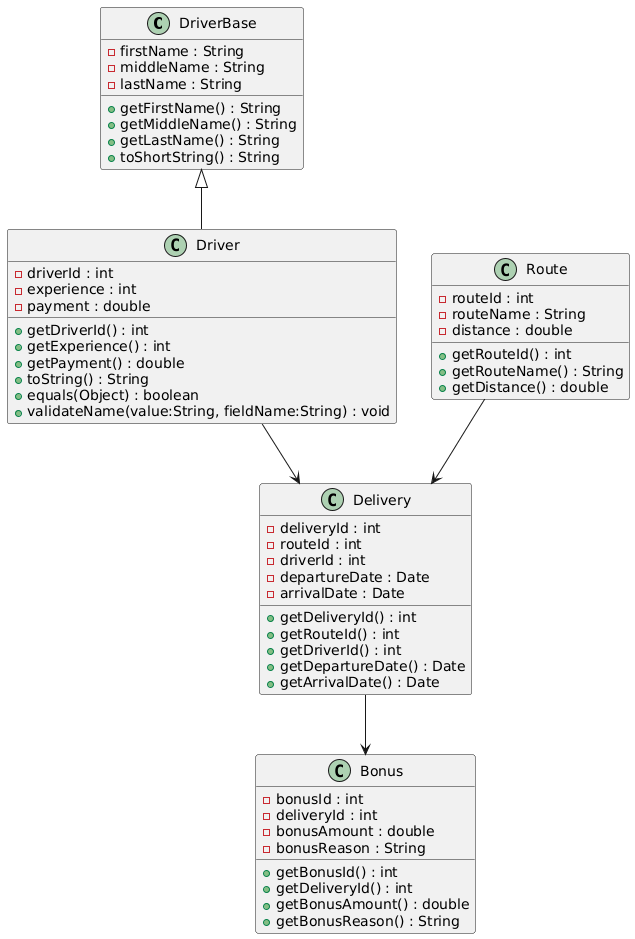 DriverBase
firstName : String
middleName : String
lastName : String
getFirstName() : String
getMiddleName() : String
getLastName() : String
toShortString() : String
Driver
driverId : int
experience : int
payment : double
getDriverId() : int
getExperience() : int
getPayment() : double
toString() : String
equals(Object) : boolean
validateName(value:String, fieldName:String) : void
Route
routeId : int
routeName : String
distance : double
getRouteId() : int
getRouteName() : String
getDistance() : double
Delivery
deliveryId : int
routeId : int
driverId : int
departureDate : Date
arrivalDate : Date
getDeliveryId() : int
getRouteId() : int
getDriverId() : int
getDepartureDate() : Date
getArrivalDate() : Date
Bonus
bonusId : int
deliveryId : int
bonusAmount : double
bonusReason : String
getBonusId() : int
getDeliveryId() : int
getBonusAmount() : double
getBonusReason() : String